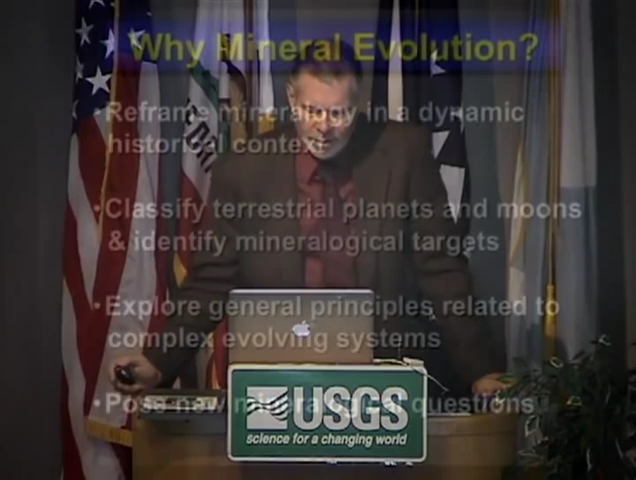 Why Mineral Evolution?
• Reframe mineralogy in a dynamic
historical context
• Classify terrestrial planets and moons
& identify mineralogical targets
• Explore general principles related to
complex evolving systems
• Pose new mineralogical questions
USGS
science for a changing world